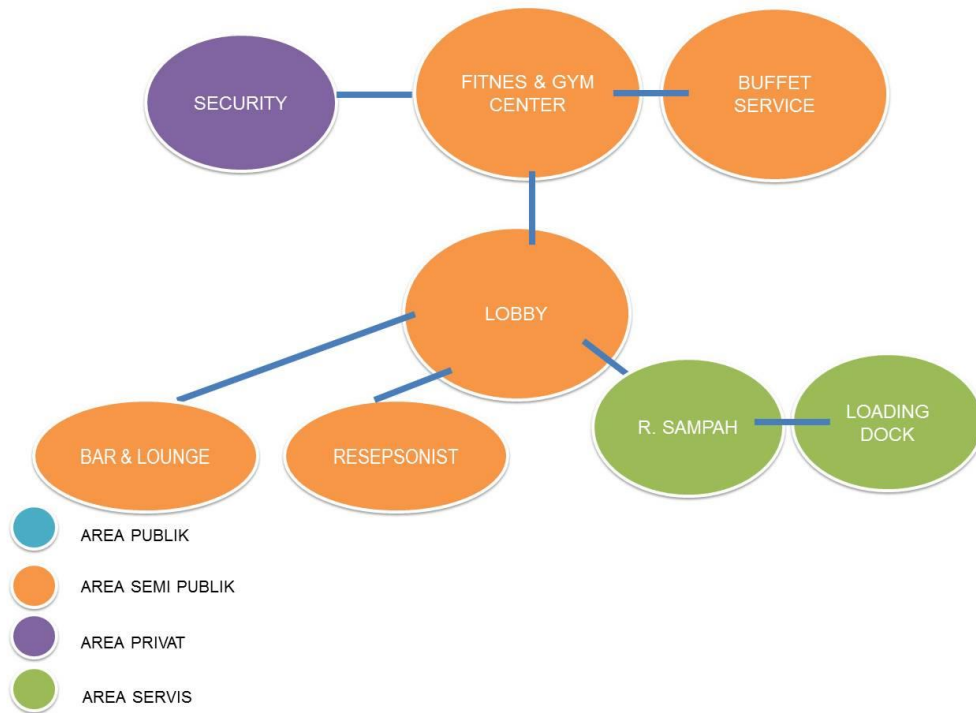 SECURITY
FITNES & GYM
CENTER
BUFFET
SERVICE
LOBBY
BAR & LOUNGE
RESEPSONIST
R. SAMPAH
LOADING
DOCK
AREA PUBLIK
AREA SEMI PUBLIK
AREA PRIVAT
AREA SERVIS